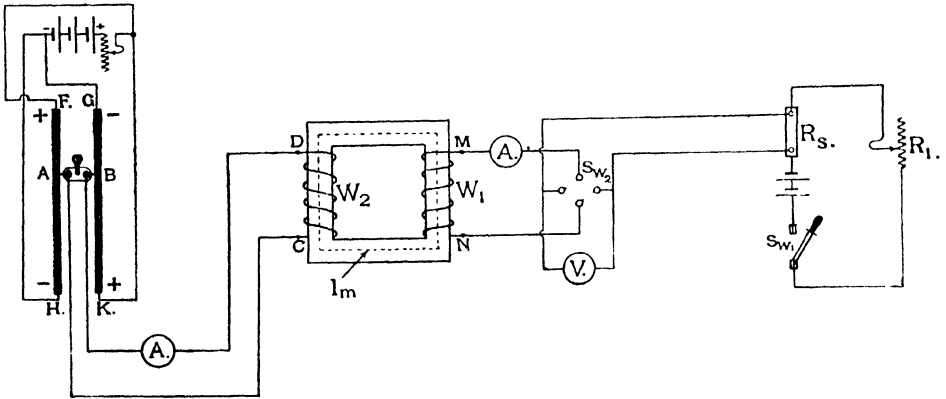 - +
F. G
+ -
A B
- +
H. K.
A.
D
C
W2
lm
M
W1
N
A.
SW2
V.
RS.
R1.
SW1